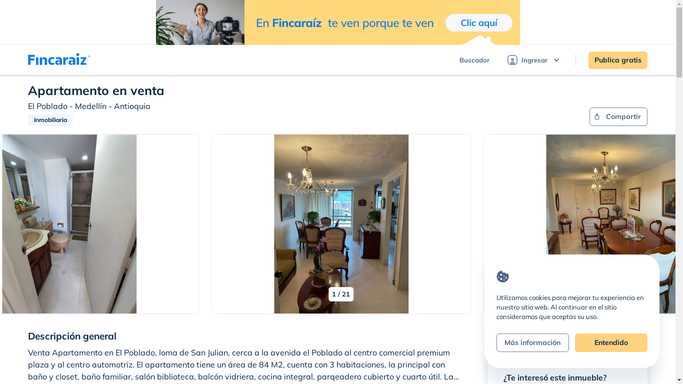 En Fincaraíz te ven porque te ven
Clic aquí
Fincaraiz
Buscador
Ingresar
Publica gratis
Apartamento en venta
El Poblado - Medellín - Antioquia
Inmobiliaria
Compartir
1 / 21
Utilizamos cookies para mejorar tu experiencia en
nuestro sitio web. Al continuar en el sitio
consideramos que aceptas su uso.
Más información
Entendido
Descripción general
Venta Apartamento en El Poblado, loma de San Julian, cerca a la avenida el Poblado al centro comercial premium
plaza y al centro automotriz. El apartamento tiene un área de 84 M2, cuenta con 3 habitaciones, la principal con
baño y closet, baño familiar, salón biblioteca, balcón vidriera, cocina integral, parqueadero cubierto y cuarto útil. La...
¿Te interesó este inmueble?